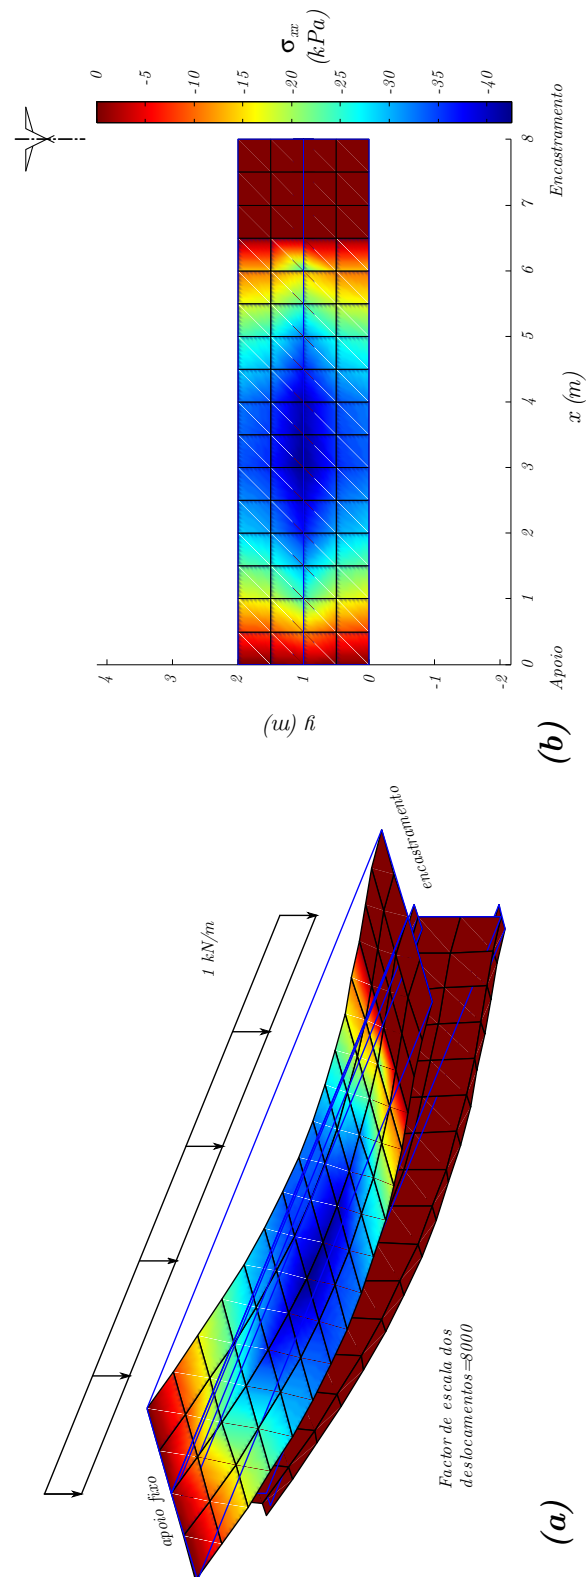 1 kN/m
apoio fixo
encastramento
Factor de escala dos
deslocamentos=8000
(a)
σxx
(kPa)
0
-5
-10
-15
-20
-25
-30
-35
-40
y (m)
4
3
2
1
0
-1
-2
0
1
2
3
4
5
6
7
8
Apoio
x (m)
Encastramento
(b)